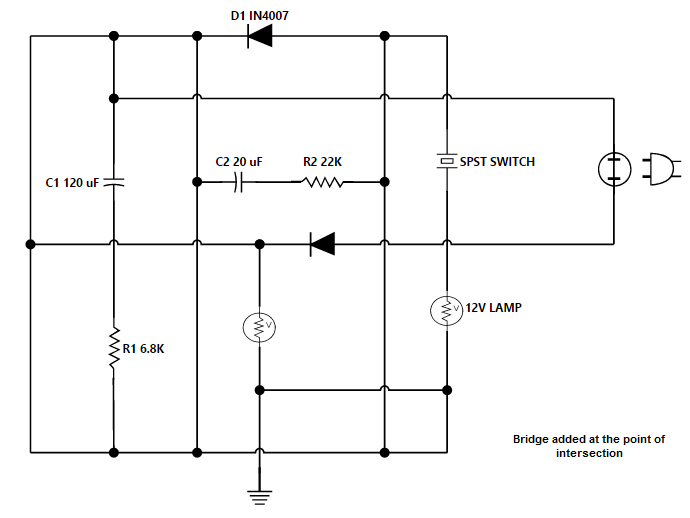 D1 IN4007
C2 20 uF
R2 22K
SPST SWITCH
C1 120 uF
V
12V LAMP
V
R1 6.8K
Bridge added at the point of
intersection